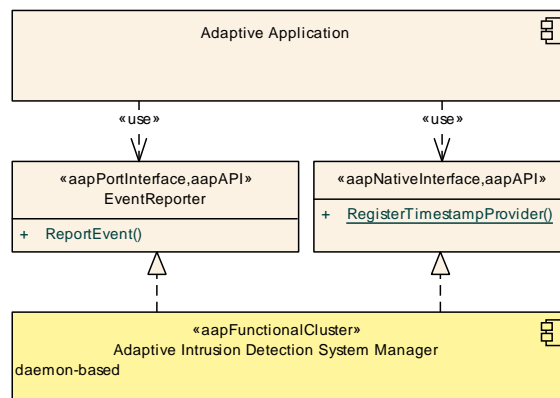 Adaptive Application
«use»
«use»
«aapPortInterface,aapAPI»
EventReporter
+ ReportEvent()
«aapNativeInterface,aapAPI»
+ RegisterTimestampProvider()
«aapFunctionalCluster»
Adaptive Intrusion Detection System Manager
daemon-based